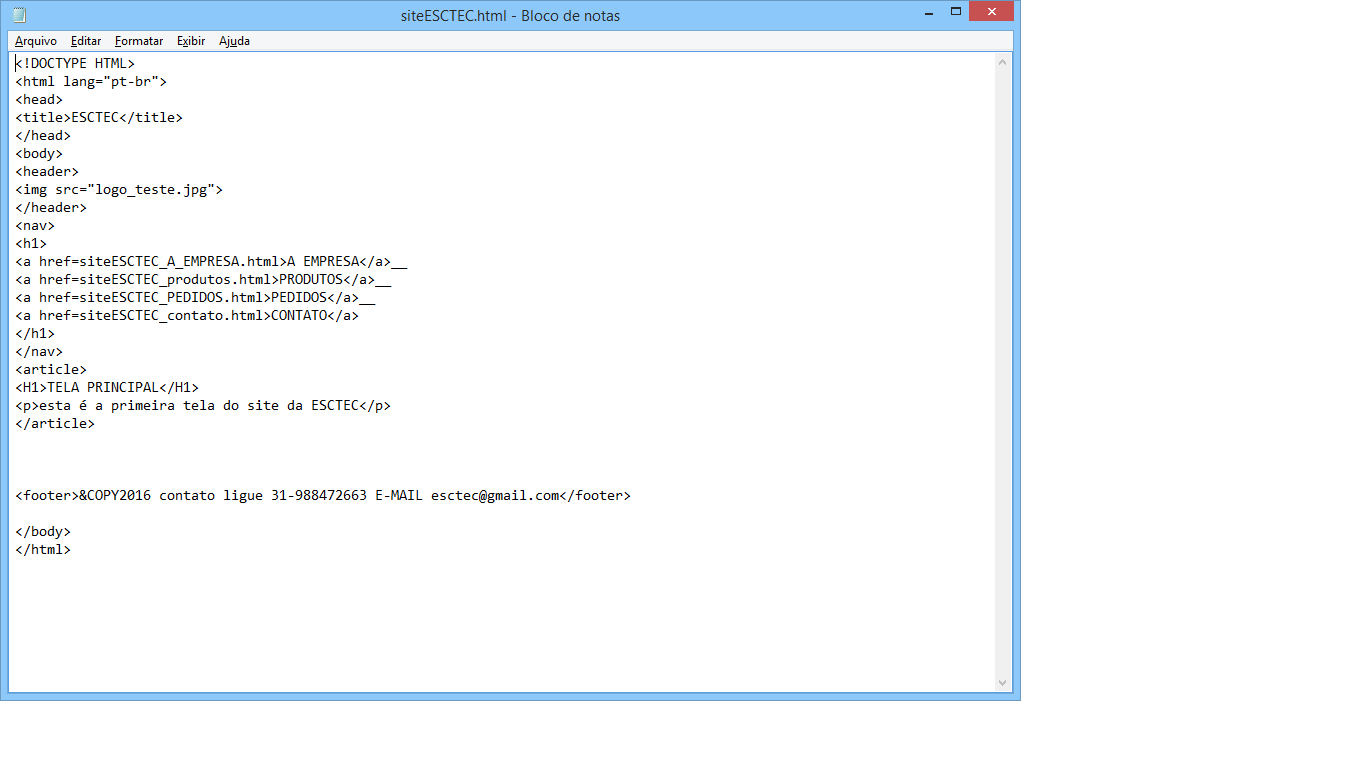 siteESCTEC.html - Bloco de notas
Arquivo Editar Formatar Exibir Ajuda
<!DOCTYPE HTML>
<html lang="pt-br">
<head>
<title>ESCTEC</title>
</head>
<body>
<header>
<img src="logo_teste.jpg">
</header>
<nav>
<h1>
<a href=siteESCTEC_A_EMPRESA.html>A EMPRESA</a>__
<a href=siteESCTEC_produtos.html>PRODUTOS</a>__
<a href=siteESCTEC_PEDIDOS.html>PEDIDOS</a>__
<a href=siteESCTEC_contato.html>CONTATO</a>
</h1>
</nav>
<article>
<H1>TELA PRINCIPAL</H1>
<p>esta é a primeira tela do site da ESCTEC</p>
</article>
<footer>&COPY2016 contato ligue 31-988472663 E-MAIL esctec@gmail.com</footer>
</body>
</html>